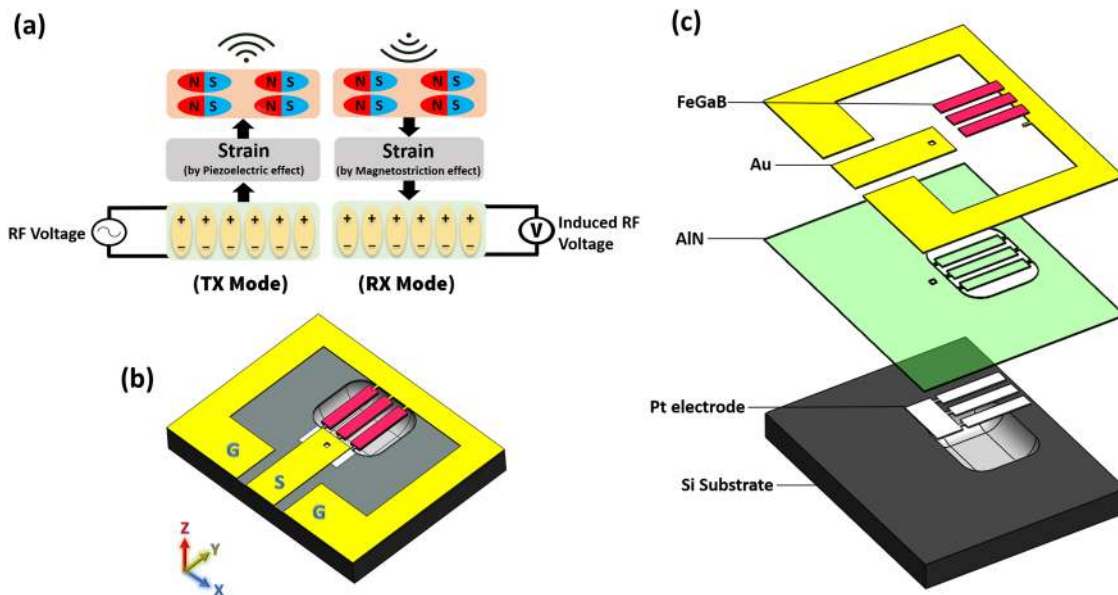 (a)
N S N S N S N S
N S N S N S N S
Strain
(by Piezoelectric effect)
Strain
(by Magnetostriction effect)
RF Voltage
+ + + + + +
– – – – – –
+ + + + + +
– – – – – –
V
Induced RF
Voltage
(TX Mode)
(RX Mode)
(b)
G
S
G
Z
Y
X
(c)
FeGaB
Au
AlN
Pt electrode
Si Substrate